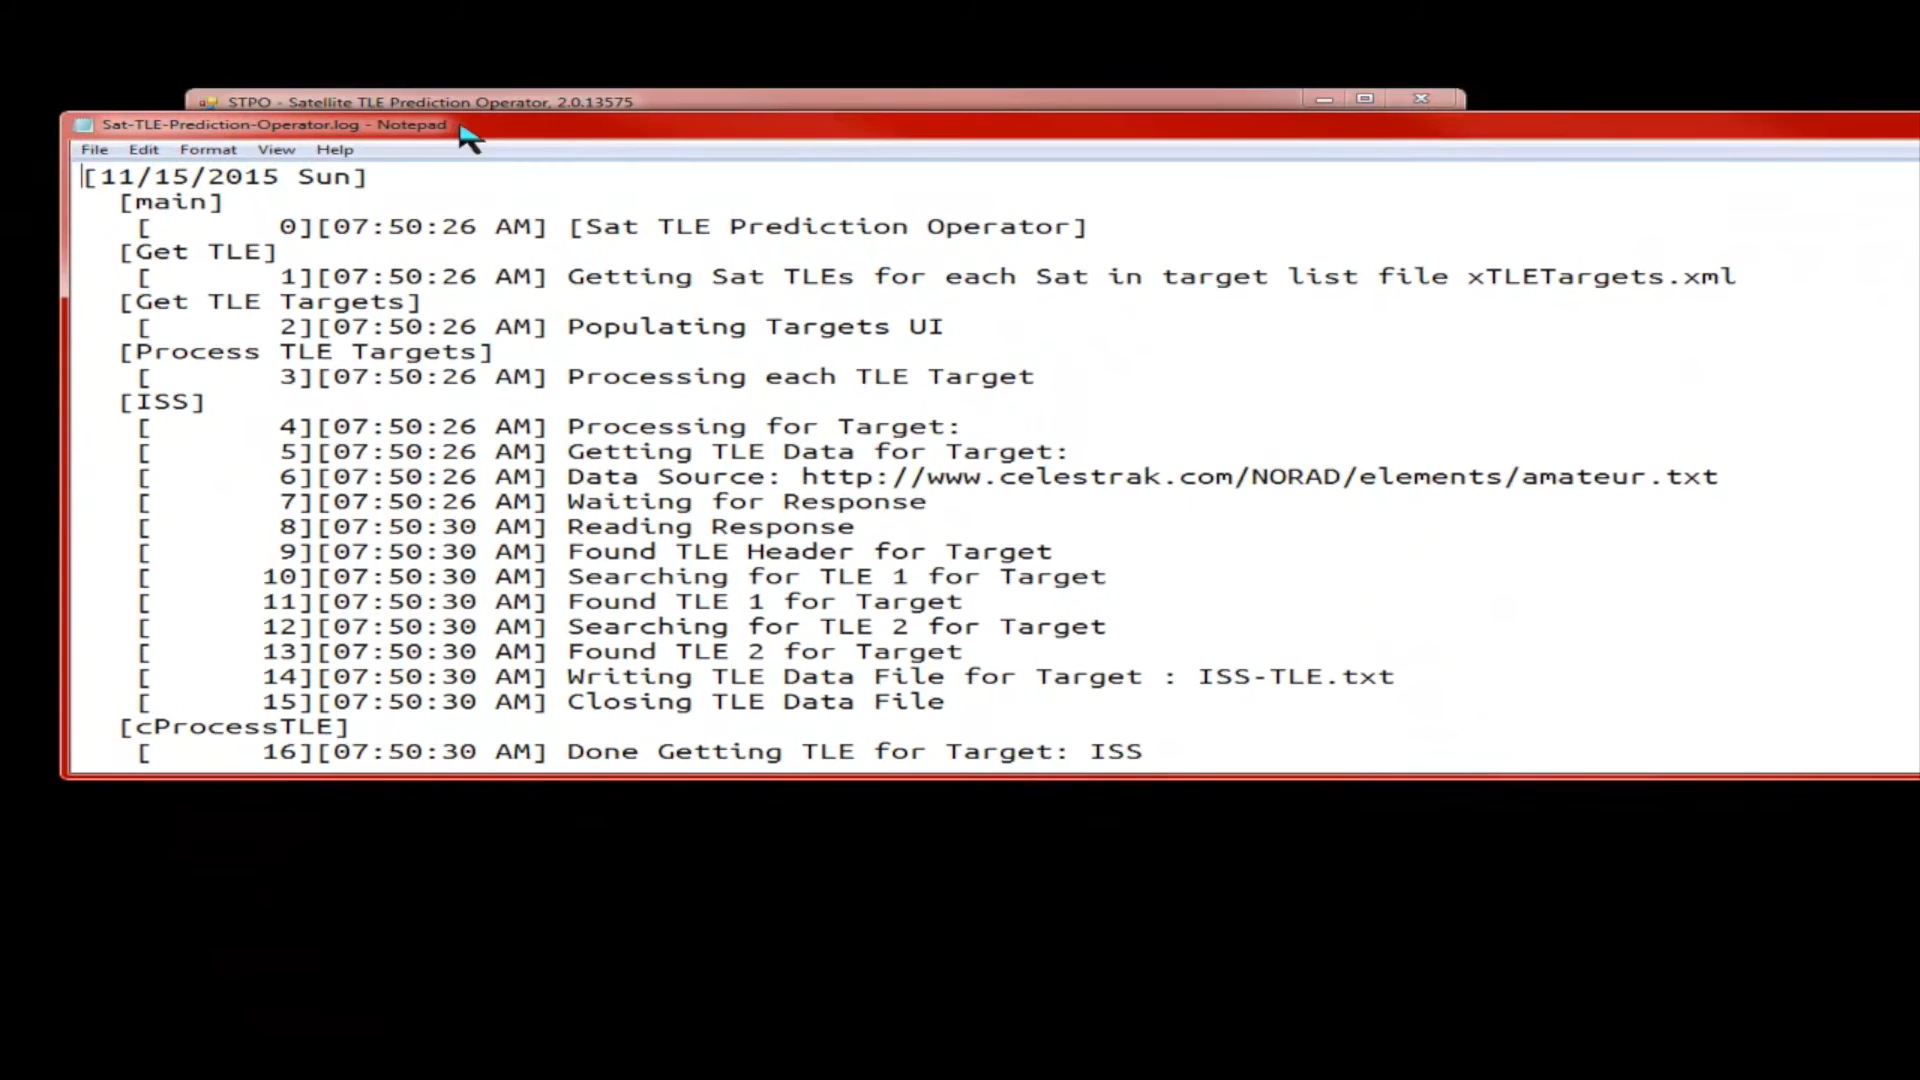 STPO - Satellite TLE Prediction Operator, 2.0.13575
Sat-TLE-Prediction-Operator.log - Notepad
File Edit Format View Help
[11/15/2015 Sun]
[main]
[ 0][07:50:26 AM] [Sat TLE Prediction Operator]
[Get TLE]
[ 1][07:50:26 AM] Getting Sat TLEs for each Sat in target list file xTLETargets.xml
[Get TLE Targets]
[ 2][07:50:26 AM] Populating Targets UI
[Process TLE Targets]
[ 3][07:50:26 AM] Processing each TLE Target
[ISS]
[ 4][07:50:26 AM] Processing for Target:
[ 5][07:50:26 AM] Getting TLE Data for Target:
[ 6][07:50:26 AM] Data Source: http://www.celestrak.com/NORAD/elements/amateur.txt
[ 7][07:50:26 AM] Waiting for Response
[ 8][07:50:30 AM] Reading Response
[ 9][07:50:30 AM] Found TLE Header for Target
[ 10][07:50:30 AM] Searching for TLE 1 for Target
[ 11][07:50:30 AM] Found TLE 1 for Target
[ 12][07:50:30 AM] Searching for TLE 2 for Target
[ 13][07:50:30 AM] Found TLE 2 for Target
[ 14][07:50:30 AM] Writing TLE Data File for Target : ISS-TLE.txt
[ 15][07:50:30 AM] Closing TLE Data File
[cProcessTLE]
[ 16][07:50:30 AM] Done Getting TLE for Target: ISS